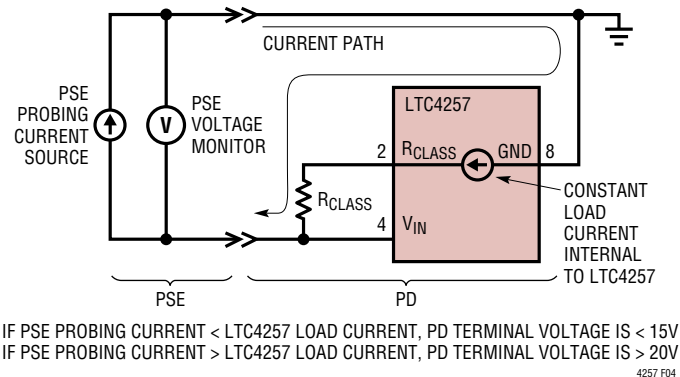 CURRENT PATH
PSE
PROBING
CURRENT
SOURCE
V
PSE
VOLTAGE
MONITOR
LTC4257
2
RCLASS
GND
8
RCLASS
4
VIN
CONSTANT
LOAD
CURRENT
INTERNAL
TO LTC4257
PSE
PD
IF PSE PROBING CURRENT < LTC4257 LOAD CURRENT, PD TERMINAL VOLTAGE IS < 15V
IF PSE PROBING CURRENT > LTC4257 LOAD CURRENT, PD TERMINAL VOLTAGE IS > 20V
4257 F04